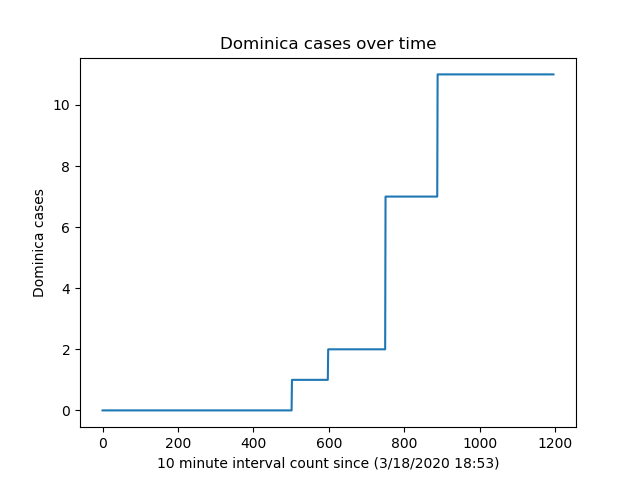 Dominica cases over time
10
8
6
4
2
0
Dominica cases
0 200 400 600 800 1000 1200
10 minute interval count since (3/18/2020 18:53)